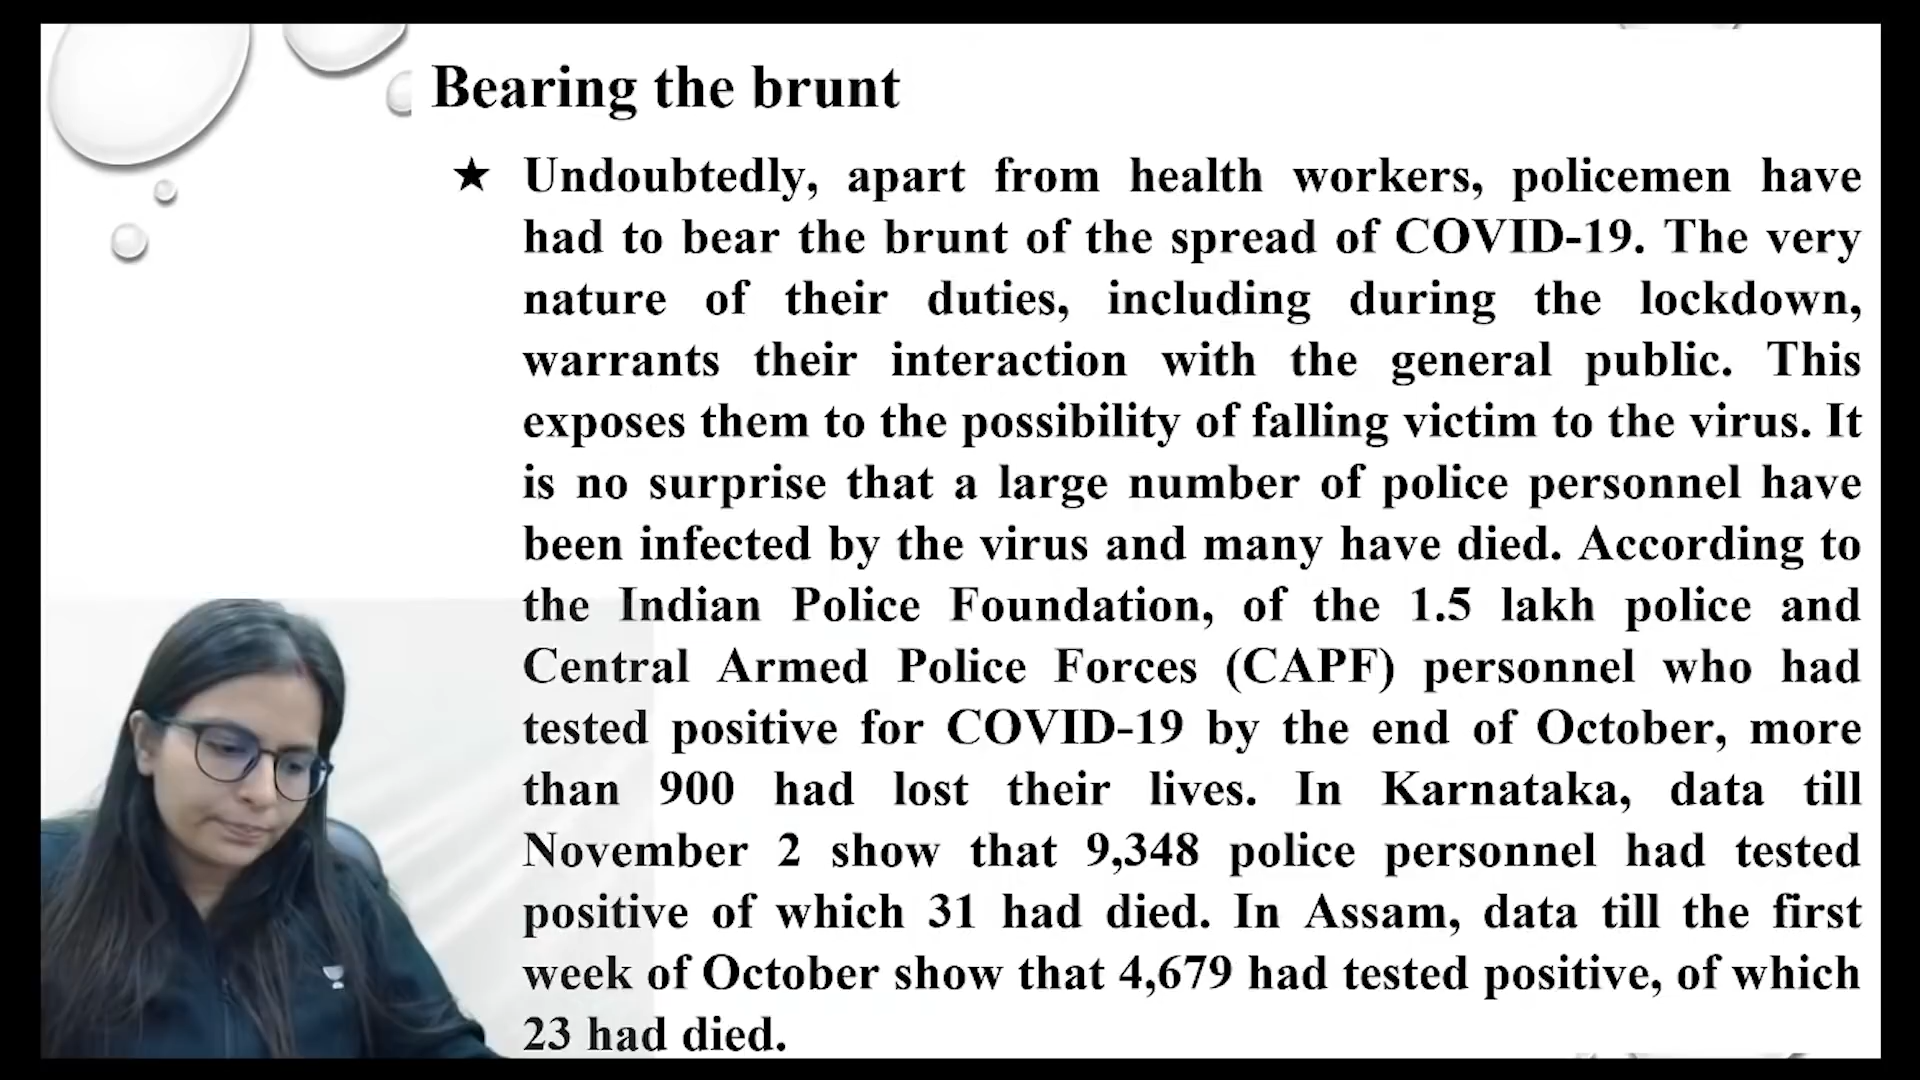 Bearing the brunt
★ Undoubtedly, apart from health workers, policemen have
had to bear the brunt of the spread of COVID-19. The very
nature of their duties, including during the lockdown,
warrants their interaction with the general public. This
exposes them to the possibility of falling victim to the virus. It
is no surprise that a large number of police personnel have
been infected by the virus and many have died. According to
the Indian Police Foundation, of the 1.5 lakh police and
Central Armed Police Forces (CAPF) personnel who had
tested positive for COVID-19 by the end of October, more
than 900 had lost their lives. In Karnataka, data till
November 2 show that 9,348 police personnel had tested
positive of which 31 had died. In Assam, data till the first
week of October show that 4,679 had tested positive, of which
23 had died.